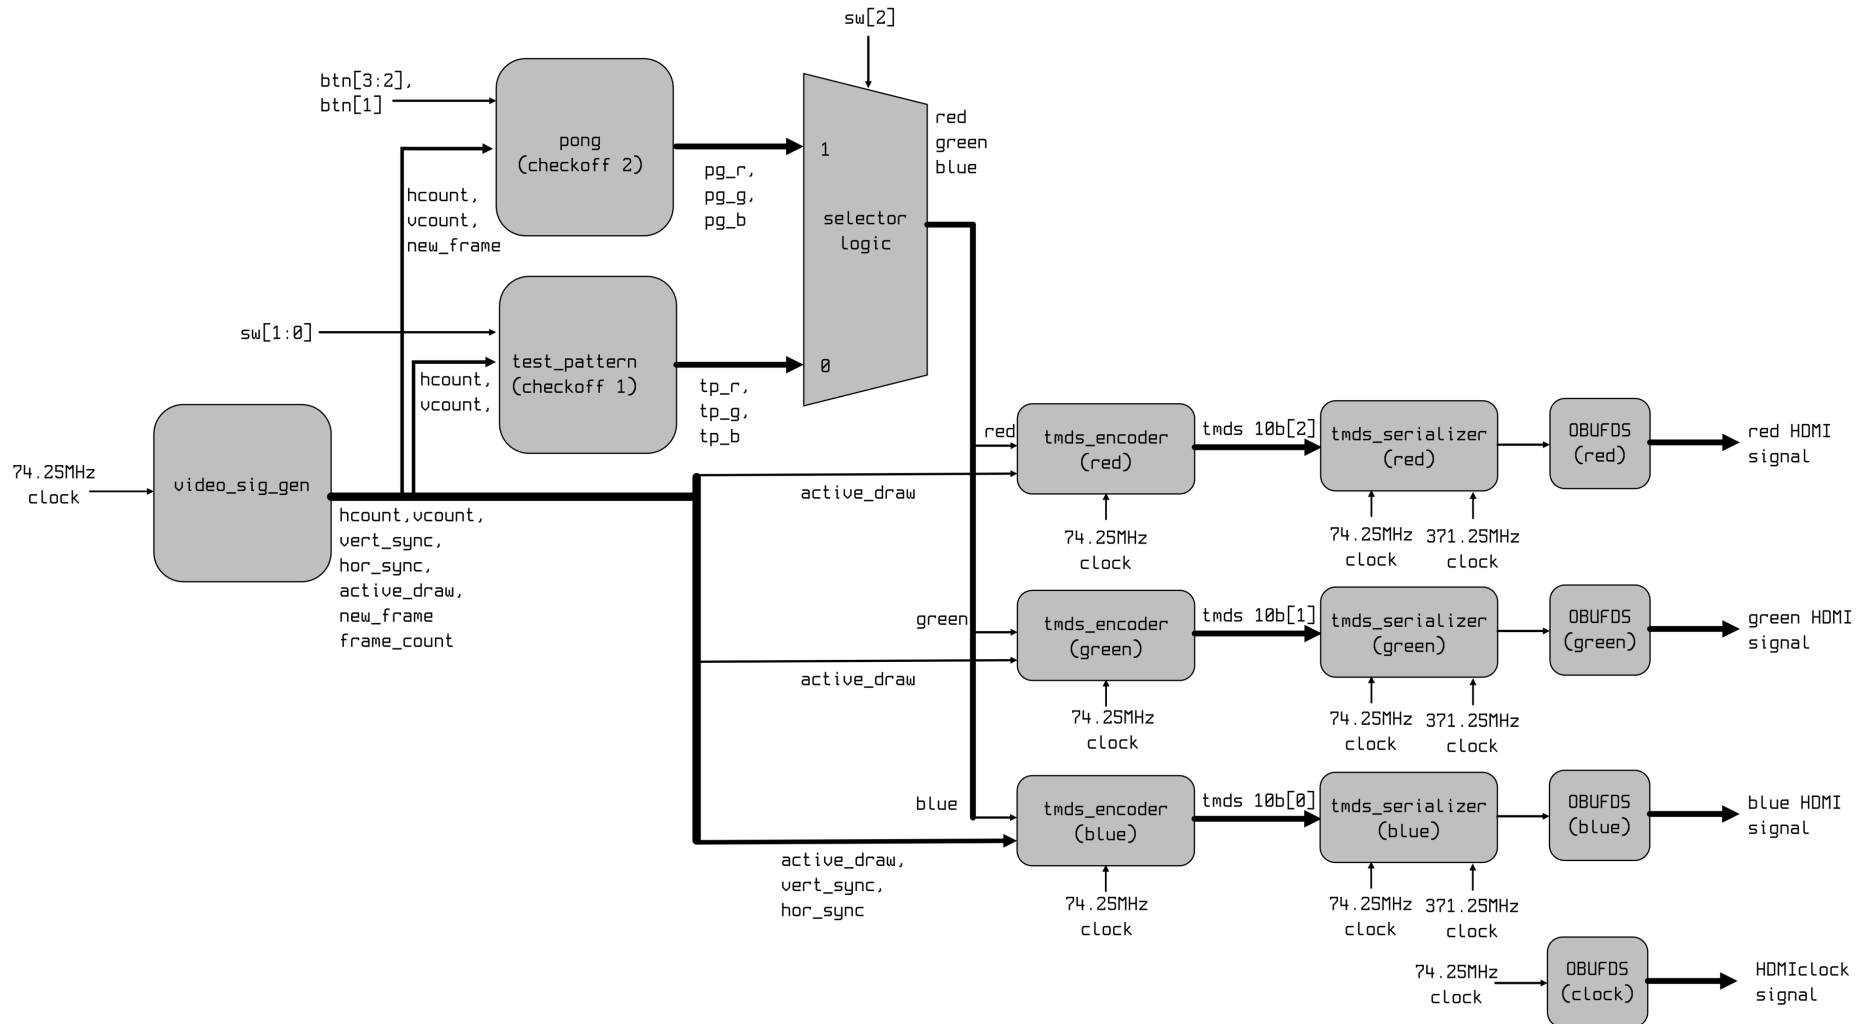 sw[2]
btn[3:2],
btn[1]
pong
(checkoff 2)
hcount,
vcount,
new_frame
pg_r,
pg_g,
pg_b
1
selector
logic
0
red
green
blue
sw[1:0]
test_pattern
(checkoff 1)
hcount,
vcount,
tp_r,
tp_g,
tp_b
74.25MHz
clock
video_sig_gen
hcount,vcount,
vert_sync,
hor_sync,
active_draw,
new_frame
frame_count
red
active_draw
tmds_encoder
(red)
74.25MHz
clock
tmds 10b[2]
tmds_serializer
(red)
74.25MHz
clock
371.25MHz
clock
OBUFDS
(red)
red HDMI
signal
green
active_draw
tmds_encoder
(green)
74.25MHz
clock
tmds 10b[1]
tmds_serializer
(green)
74.25MHz
clock
371.25MHz
clock
OBUFDS
(green)
green HDMI
signal
blue
active_draw,
vert_sync,
hor_sync
tmds_encoder
(blue)
74.25MHz
clock
tmds 10b[0]
tmds_serializer
(blue)
74.25MHz
clock
371.25MHz
clock
OBUFDS
(blue)
blue HDMI
signal
74.25MHz
clock
OBUFDS
(clock)
HDMIclock
signal